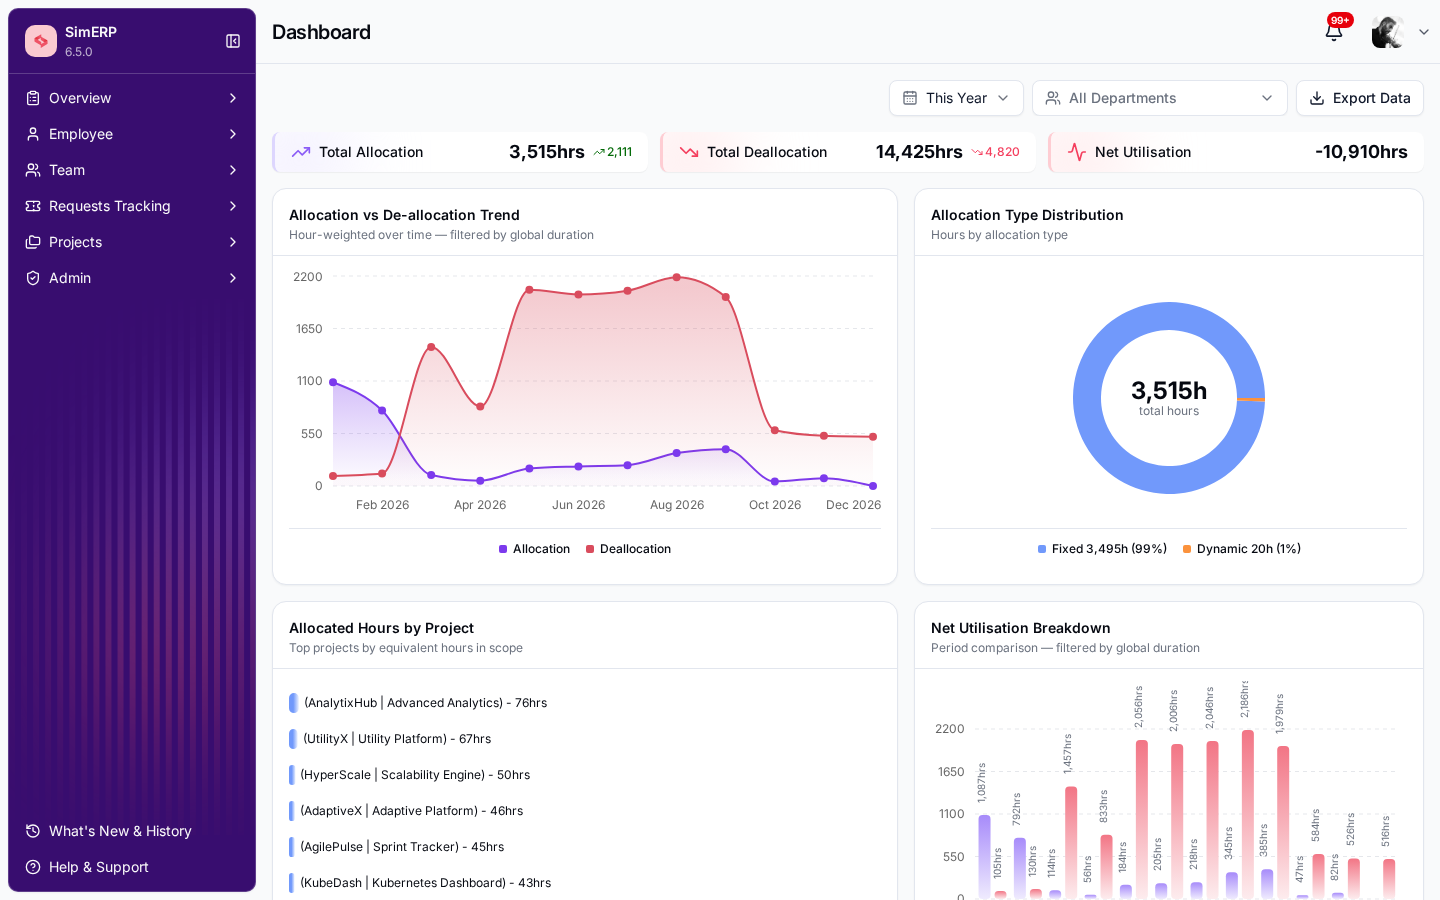 SimERP
6.5.0
Overview
Employee
Team
Requests Tracking
Projects
Admin
What's New & History
Help & Support
Dashboard
99+
This Year
All Departments
Export Data
Total Allocation
3,515hrs
2,111
Total Deallocation
14,425hrs
4,820
Net Utilisation
-10,910hrs
Allocation vs De-allocation Trend
Hour-weighted over time — filtered by global duration
2200
1650
1100
550
0
Feb 2026
Apr 2026
Jun 2026
Aug 2026
Oct 2026
Dec 2026
Allocation
Deallocation
Allocation Type Distribution
Hours by allocation type
3,515h
total hours
Fixed 3,495h (99%)
Dynamic 20h (1%)
Allocated Hours by Project
Top projects by equivalent hours in scope
(AnalytixHub | Advanced Analytics) - 76hrs
(UtilityX | Utility Platform) - 67hrs
(HyperScale | Scalability Engine) - 50hrs
(AdaptiveX | Adaptive Platform) - 46hrs
(AgilePulse | Sprint Tracker) - 45hrs
(KubeDash | Kubernetes Dashboard) - 43hrs
Net Utilisation Breakdown
Period comparison — filtered by global duration
2200
1650
1100
550
0
1,087hrs
105hrs
792hrs
130hrs
114hrs
1,457hrs
56hrs
833hrs
184hrs
2,056hrs
205hrs
2,006hrs
218hrs
2,046hrs
345hrs
2,186hrs
385hrs
1,979hrs
47hrs
584hrs
82hrs
526hrs
516hrs